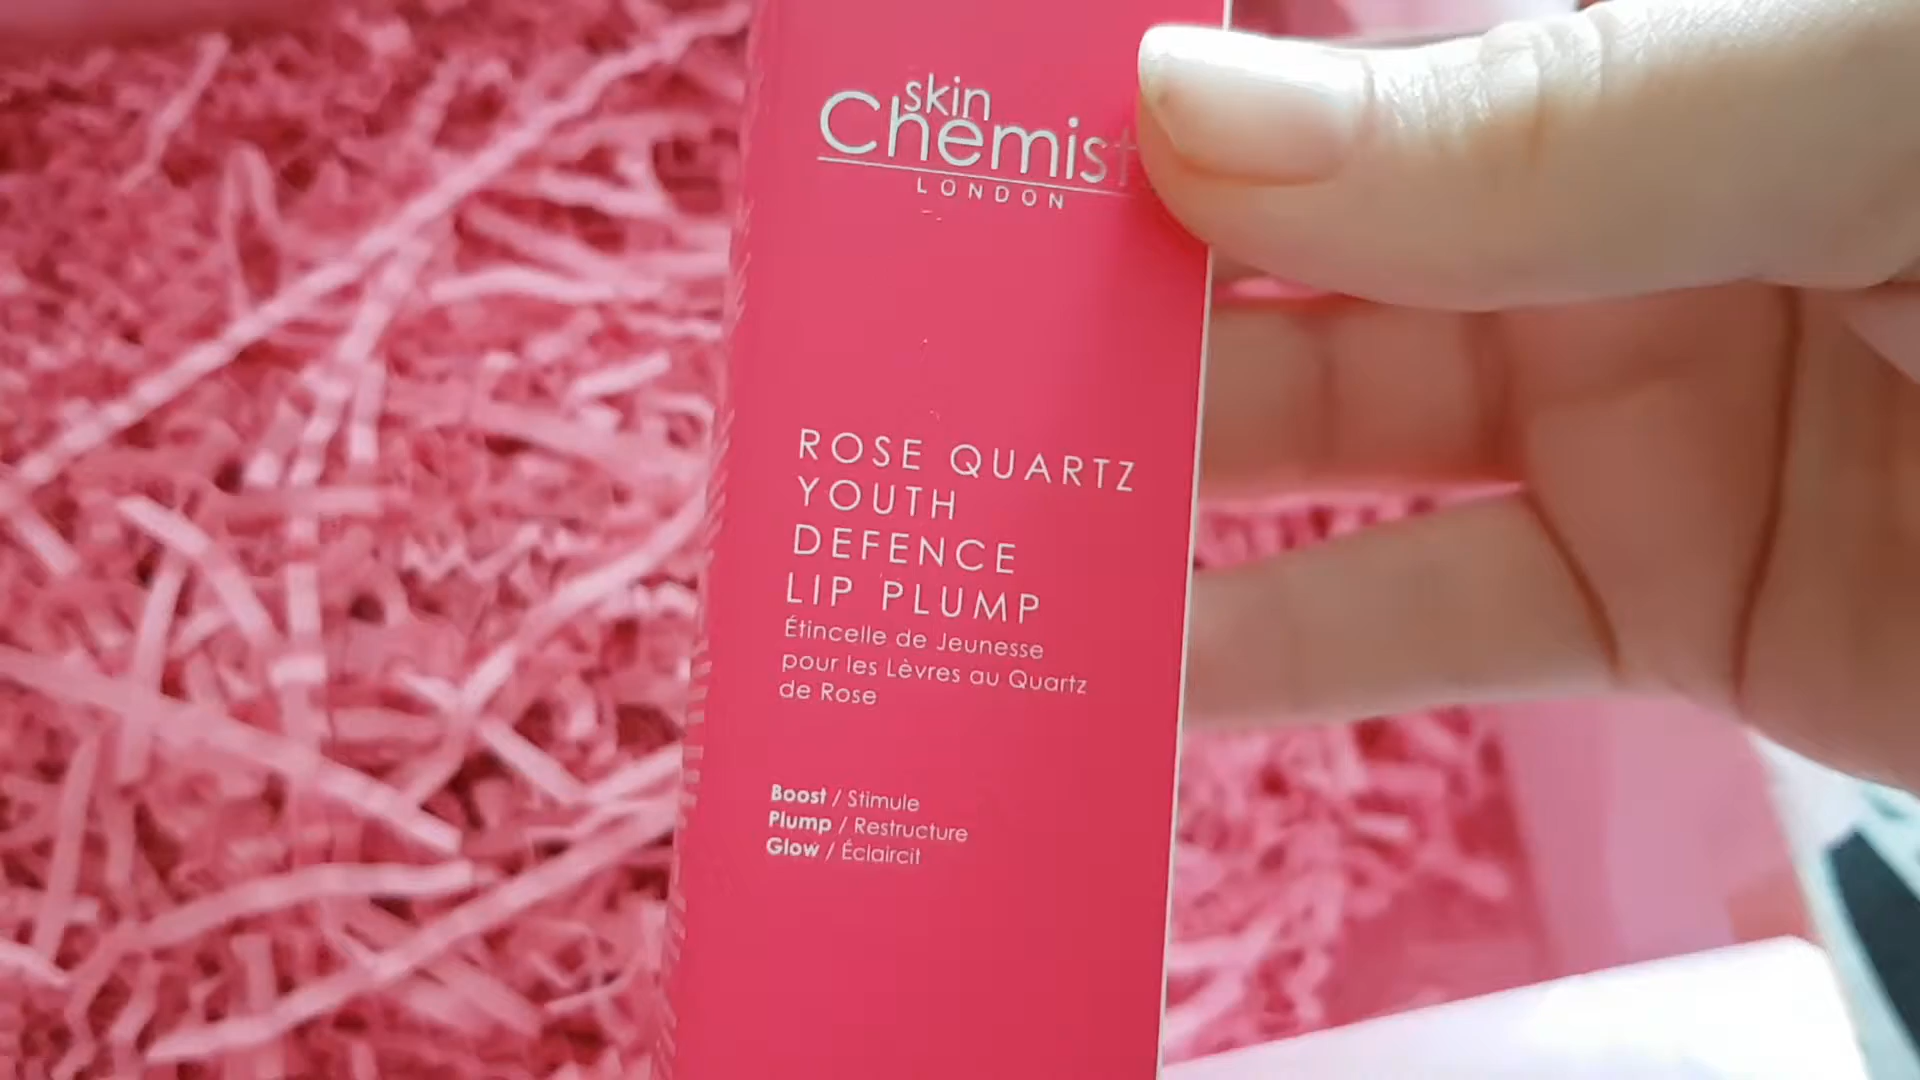 skin
Chemist
LONDON
ROSE QUARTZ
YOUTH
DEFENCE
LIP PLUMP
Étincelle de Jeunesse
pour les Lèvres au Quartz
de Rose
Boost / Stimule
Plump / Restructure
Glow / Éclaircit